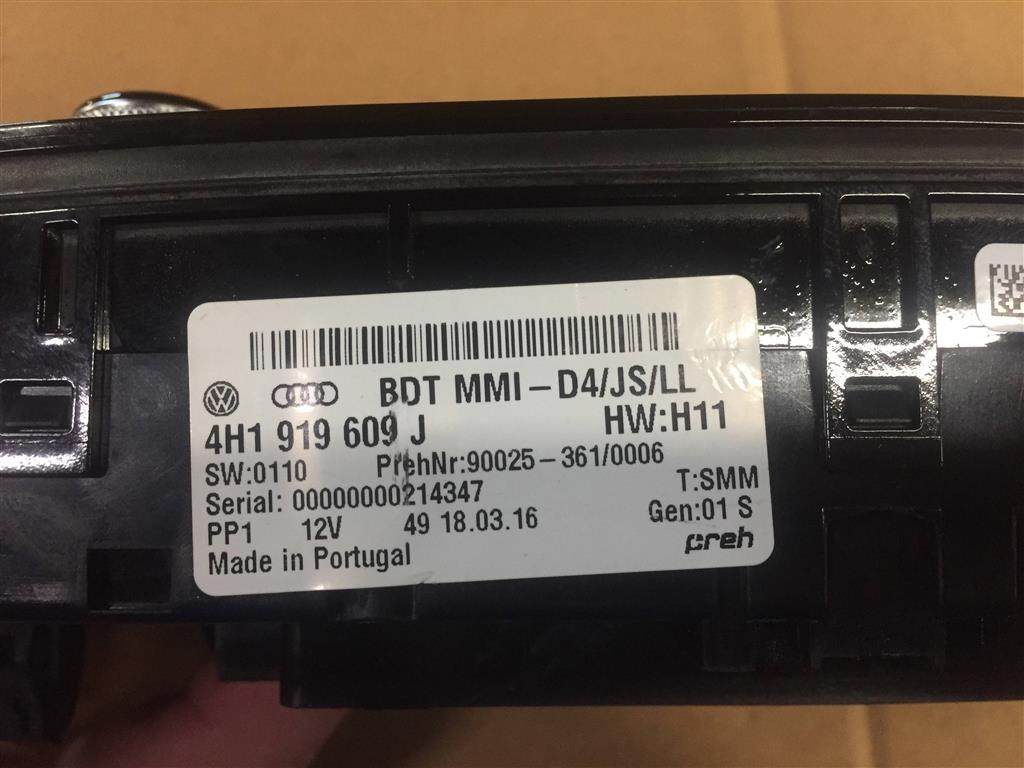 BDT MMI-D4/JS/LL
4H1 919 609 J HW:H11
SW:0110 PrehNr:90025-361/0006
Serial: 00000000214347 T:SMM
PP1 12V 49 18.03.16 Gen:01 S
Made in Portugal preh